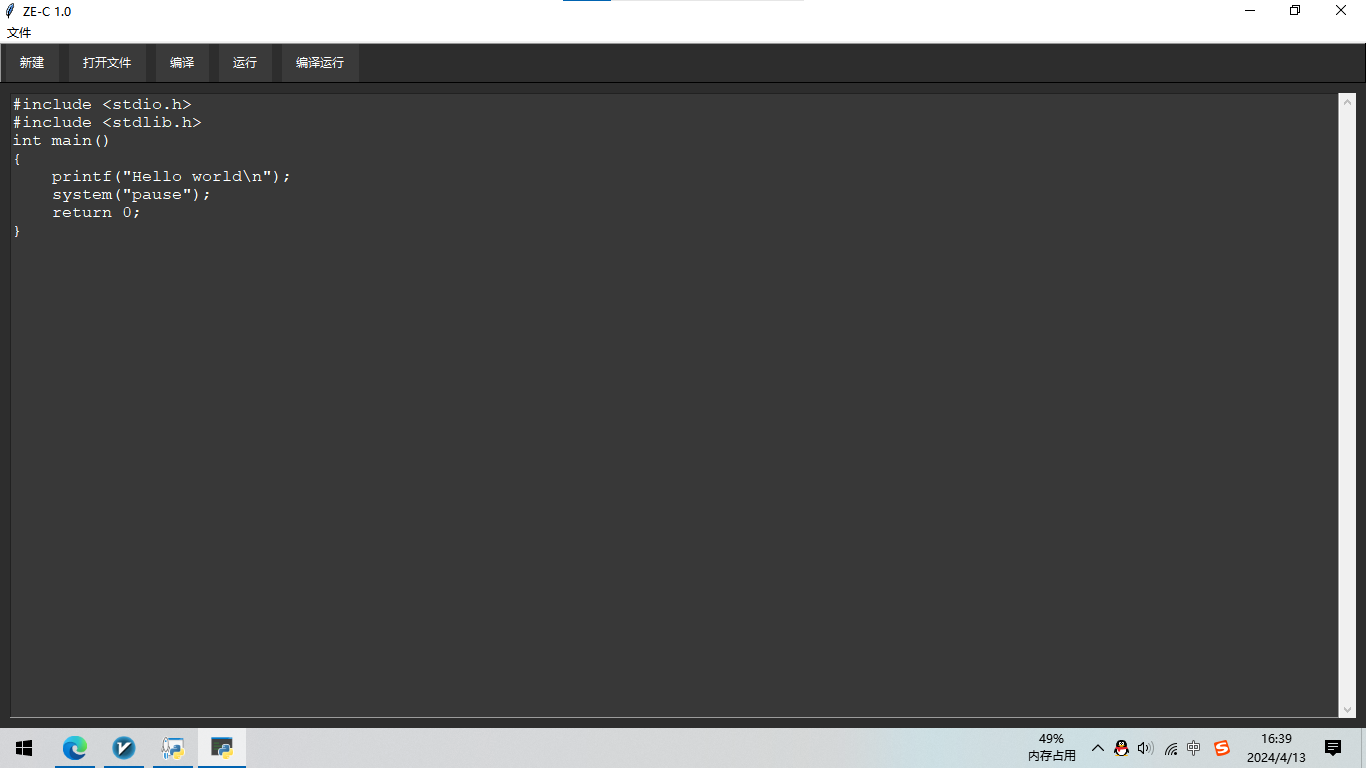 ZE-C 1.0
文件
新建 打开文件 编译 运行 编译运行
#include <stdio.h>
#include <stdlib.h>
int main()
{
    printf("Hello world\n");
    system("pause");
    return 0;
}
49%
内存占用
中
16:39
2024/4/13